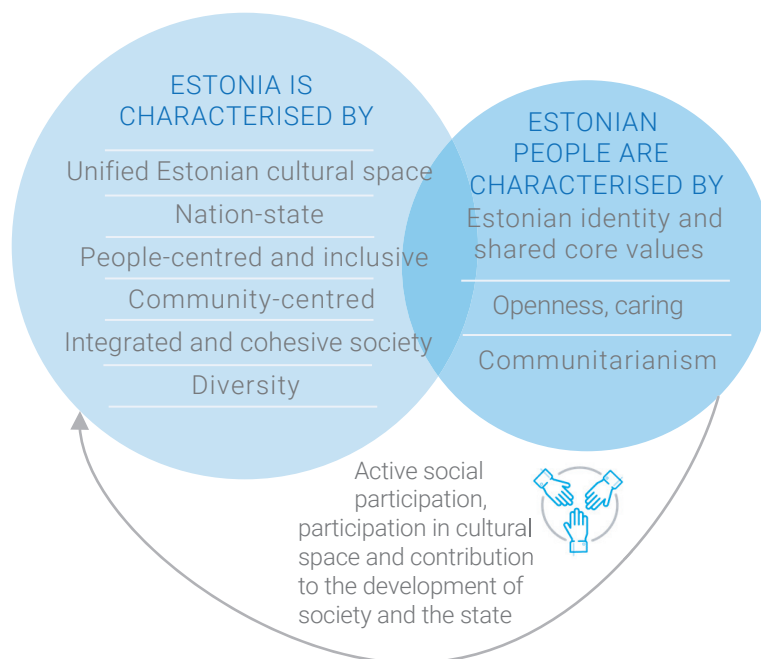 ESTONIA IS
CHARACTERISED BY
Unified Estonian cultural space
Nation-state
People-centred and inclusive
Community-centred
Integrated and cohesive society
Diversity
ESTONIAN
PEOPLE ARE
CHARACTERISED BY
Estonian identity and
shared core values
Openness, caring
Communitarianism
Active social
participation,
participation in cultural
space and contribution
to the development of
society and the state